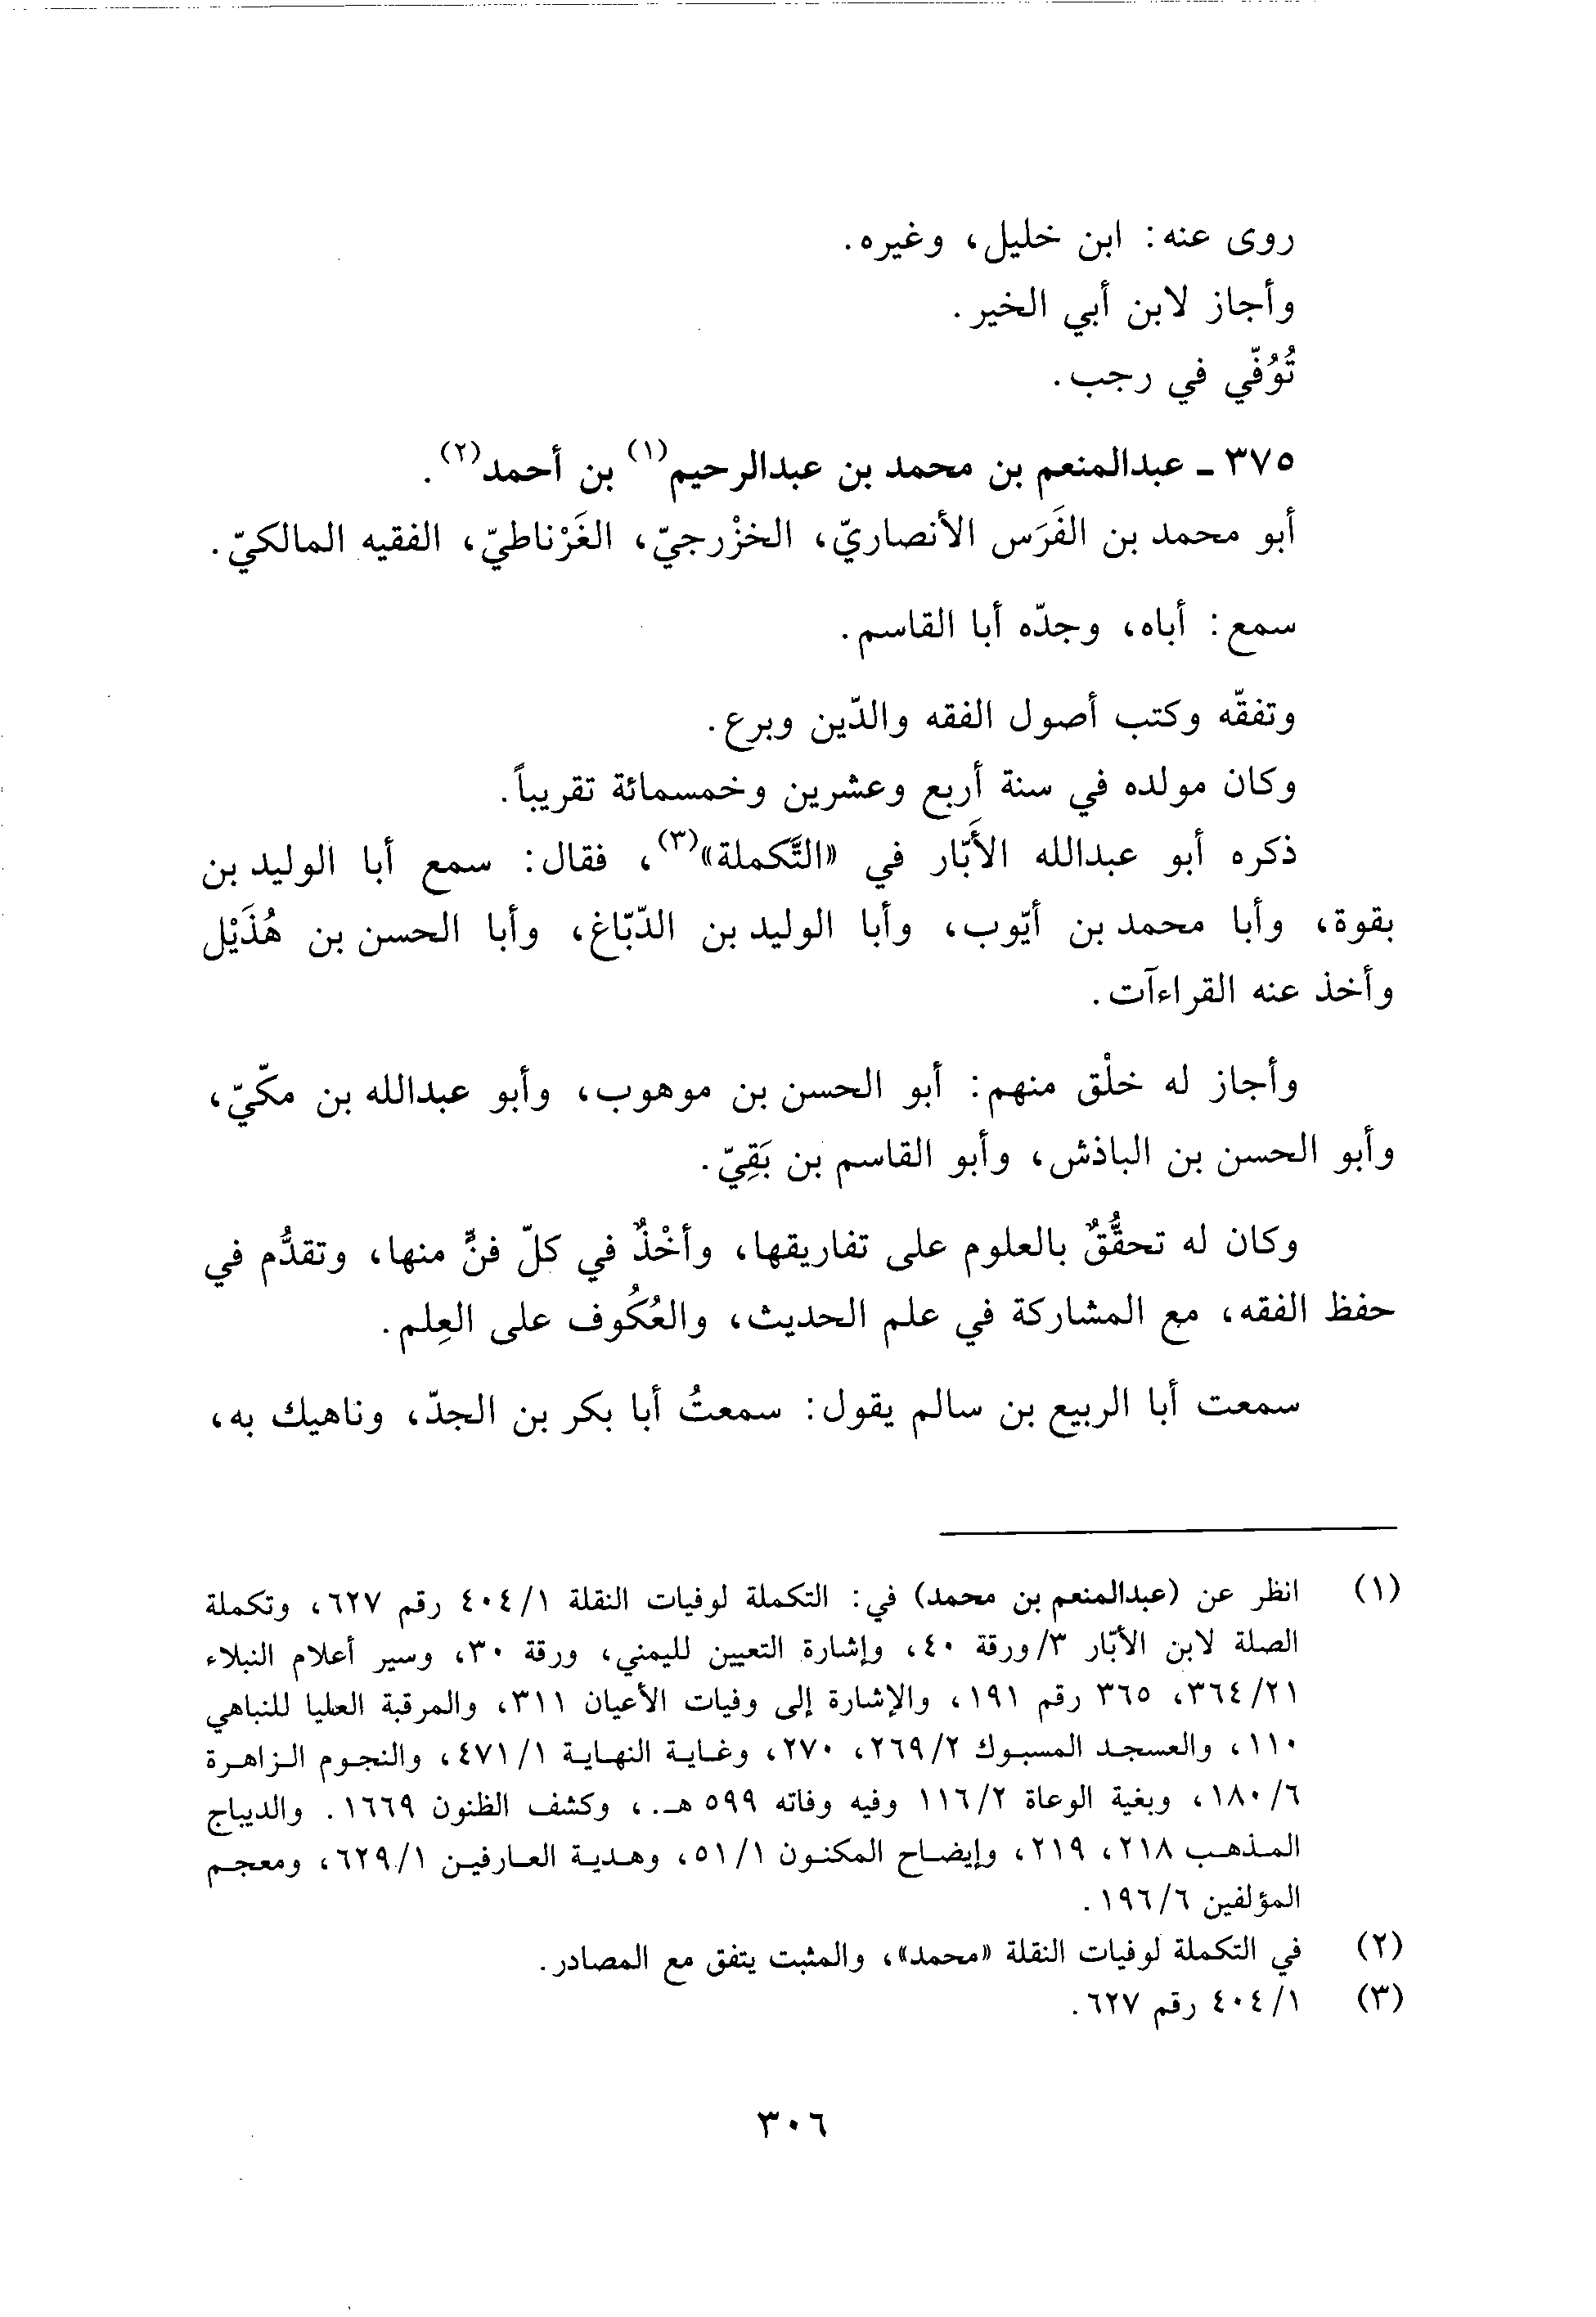 روى عنه: ابن خليل، وغيره.
وأجاز لابن أبي الخير.
تُوُفّي في رجب.
٣٧٥ ـ عبدالمنعم بن محمد بن عبدالرحيم(١) بن أحمد(٢).
أبو محمد بن الفَرَس الأنصاريّ، الخزْرجيّ، الغَرْناطيّ، الفقيه المالكيّ.
سمع: أباه، وجدّه أبا القاسم.
وتفقّه وكتب أصول الفقه والدّين وبرع.
وكان مولده في سنة أربع وعشرين وخمسمائة تقريباً.
ذكره أبو عبدالله الأَبّار في «التَّكملة»(٣)، فقال: سمع أبا الوليد بن
بقوة، وأبا محمد بن أيّوب، وأبا الوليد بن الدّبّاغ، وأبا الحسن بن هُذَيْل
وأخذ عنه القراءآت.
وأجاز له خلْق منهم: أبو الحسن بن موهوب، وأبو عبدالله بن مكّيّ،
وأبو الحسن بن الباذش، وأبو القاسم بن بَقِيّ.
وكان له تحقُّقٌ بالعلوم على تفاريقها، وأخْذٌ في كلّ فنٍّ منها، وتقدُّم في
حفظ الفقه، مع المشاركة في علم الحديث، والعُكُوف على العِلم.
سمعت أبا الربيع بن سالم يقول: سمعتُ أبا بكر بن الجدّ، وناهيك به،
(١) انظر عن (عبدالمنعم بن محمد) في: التكملة لوفيات النقلة ١/ ٤٠٤ رقم ٦٢٧، وتكملة
الصلة لابن الأبّار ٣/ ورقة ٤٠، وإشارة التعيين لليمني، ورقة ٣٠، وسير أعلام النبلاء
٢١/ ٣٦٤، ٣٦٥ رقم ١٩١، والإشارة إلى وفيات الأعيان ٣١١، والمرقبة العليا للنباهي
١١٠، والعسجد المسبوك ٢/ ٢٦٩، ٢٧٠، وغاية النهاية ١/ ٤٧١، والنجوم الزاهرة
٦/ ١٨٠، وبغية الوعاة ٢/ ١١٦ وفيه وفاته ٥٩٩ هـ.، وكشف الظنون ١٦٦٩. والديباج
المذهب ٢١٨، ٢١٩، وإيضاح المكنون ١/ ٥١، وهدية العارفين ١/ ٦٢٩، ومعجم
المؤلفين ٦/ ١٩٦.
(٢) في التكملة لوفيات النقلة «محمد»، والمثبت يتفق مع المصادر.
(٣) ١/ ٤٠٤ رقم ٦٢٧.
٣٠٦